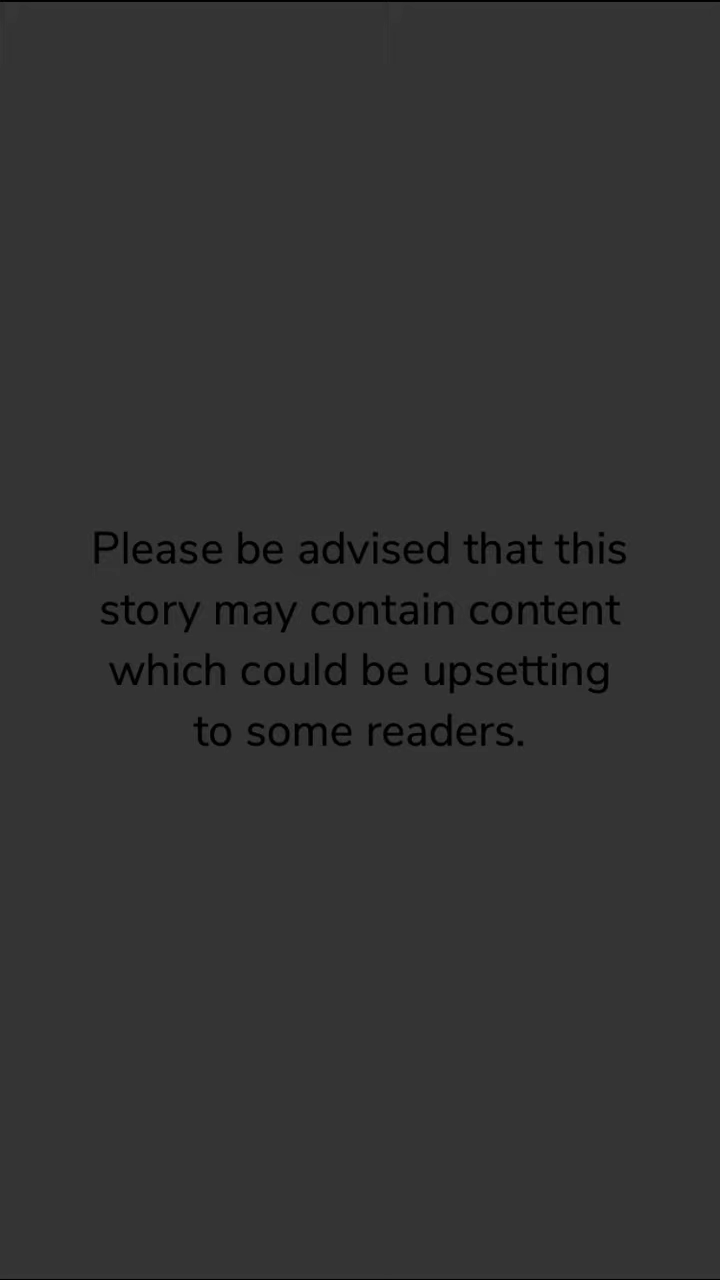 Please be advised that this
story may contain content
which could be upsetting
to some readers.